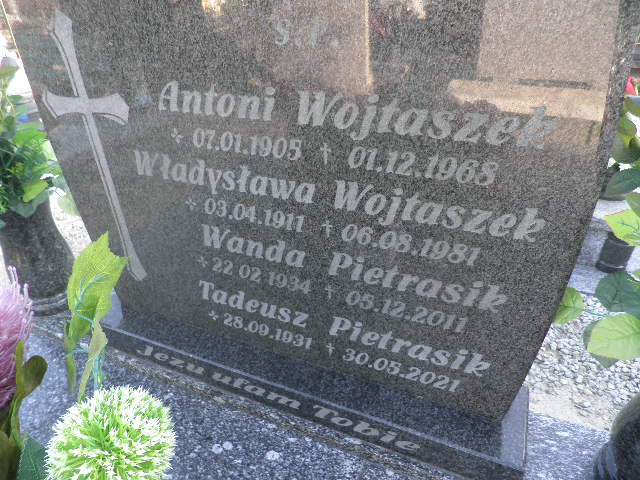 Ś.P.
Antoni Wojtaszek
+ 07.01.1905 † 01.12.1968
Władysława Wojtaszek
+ 03.04.1911 † 06.08.1981
Wanda Pietrasik
+ 22.02.1934 † 05.12.2011
Tadeusz Pietrasik
+ 28.09.1931 † 30.05.2021
Jezu ufam Tobie